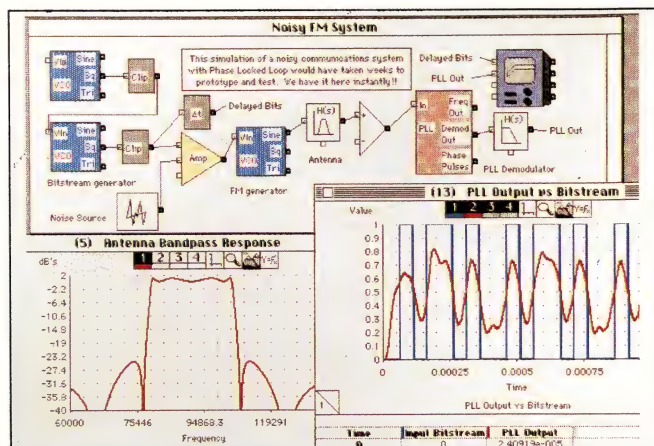 Noisy FM System
VIn Sine
VCO Sq
Tri
Clip
This simulation of a noisy communications system
with Phase Locked Loop would have taken weeks to
prototype and test. We have it here instantly!!
Delayed Bits
PLL Out
VIn Sine
VCO Sq
Tri
Clip
Δt
Delayed Bits
Bitstream generator
Amp
VIn Sine
VCO Sq
Tri
FM generator
H(s)
Antenna
+
−
In Freq Out
PLL Demod Out
Phase Pulses
H(s)
PLL Out
PLL Demodulator
Noise Source
(5) Antenna Bandpass Response
1 2 3 4
dB's
2
-2.2
-6.4
-10.6
-14.8
-19
-23.2
-27.4
-31.6
-35.8
-40
60000 75446 94868.3 119291
Frequency
(13) PLL Output vs Bitstream
1 2 3 4
Value
1
0.9
0.8
0.7
0.6
0.5
0.4
0.3
0.2
0.1
0
0 0.00025 0.0005 0.00075
Time
1 PLL Output vs Bitstream
Time Input Bitstream PLL Output
0 0 2.40919e-005